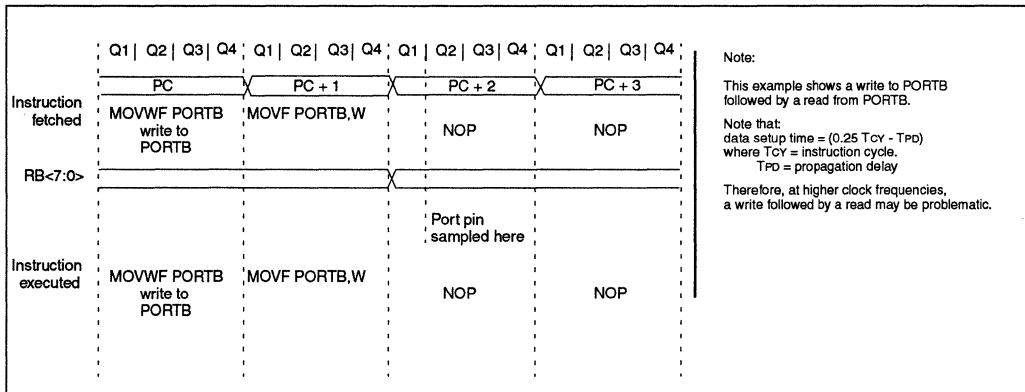 Q1| Q2| Q3| Q4 Q1| Q2| Q3| Q4 Q1| Q2| Q3| Q4 Q1| Q2| Q3| Q4
PC PC + 1 PC + 2 PC + 3
Instruction
fetched
MOVWF PORTB
write to
PORTB
MOVF PORTB,W
NOP
NOP
RB<7:0>
Port pin
sampled here
Instruction
executed
MOVWF PORTB
write to
PORTB
MOVF PORTB,W
NOP
NOP
Note:
This example shows a write to PORTB
followed by a read from PORTB.
Note that:
data setup time = (0.25 TCY - TPD)
where TCY = instruction cycle.
TPD = propagation delay
Therefore, at higher clock frequencies,
a write followed by a read may be problematic.